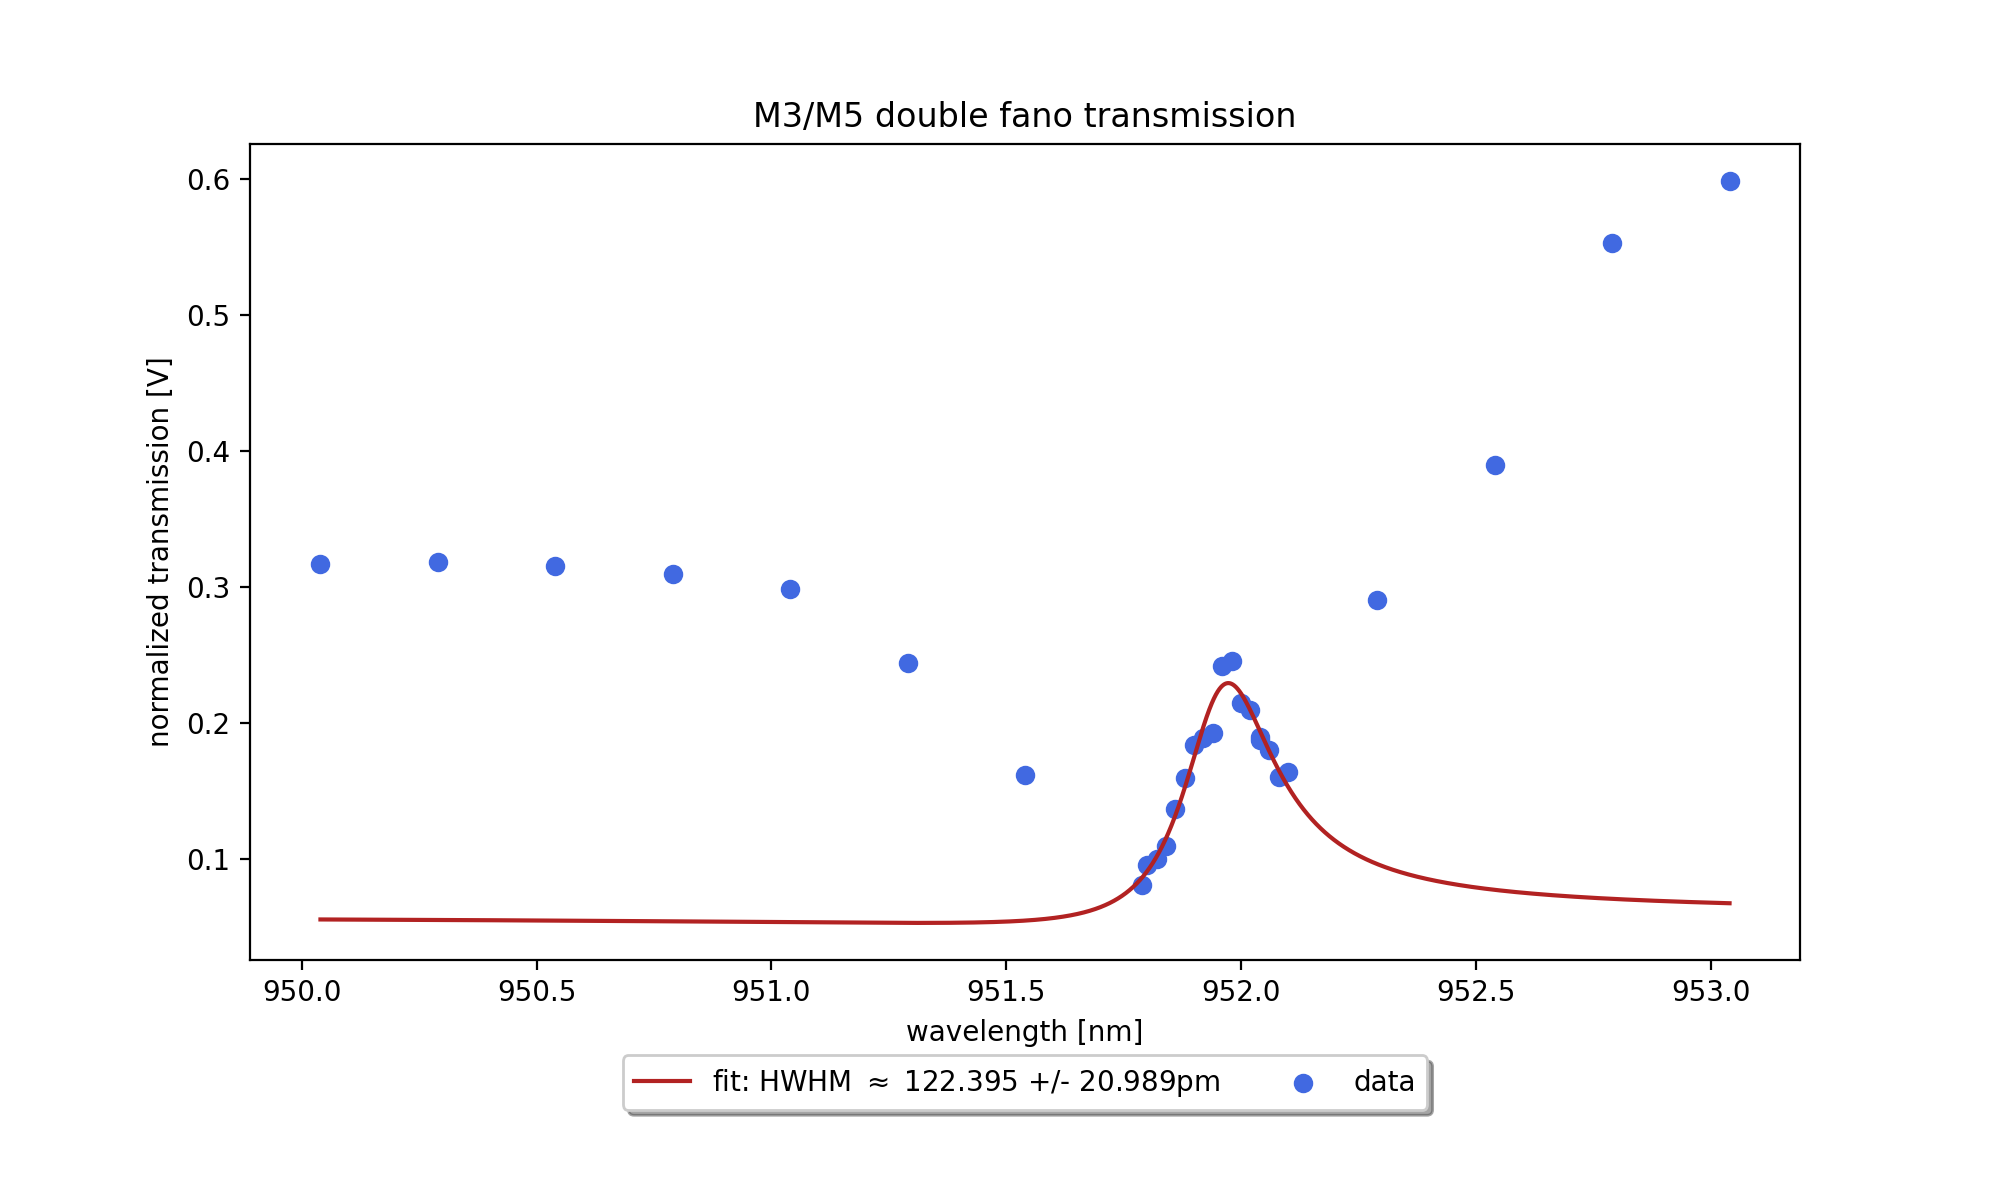 M3/M5 double fano transmission
normalized transmission [V]
0.6
0.5
0.4
0.3
0.2
0.1
950.0 950.5 951.0 951.5 952.0 952.5 953.0
wavelength [nm]
fit: HWHM ≈ 122.395 +/- 20.989pm data